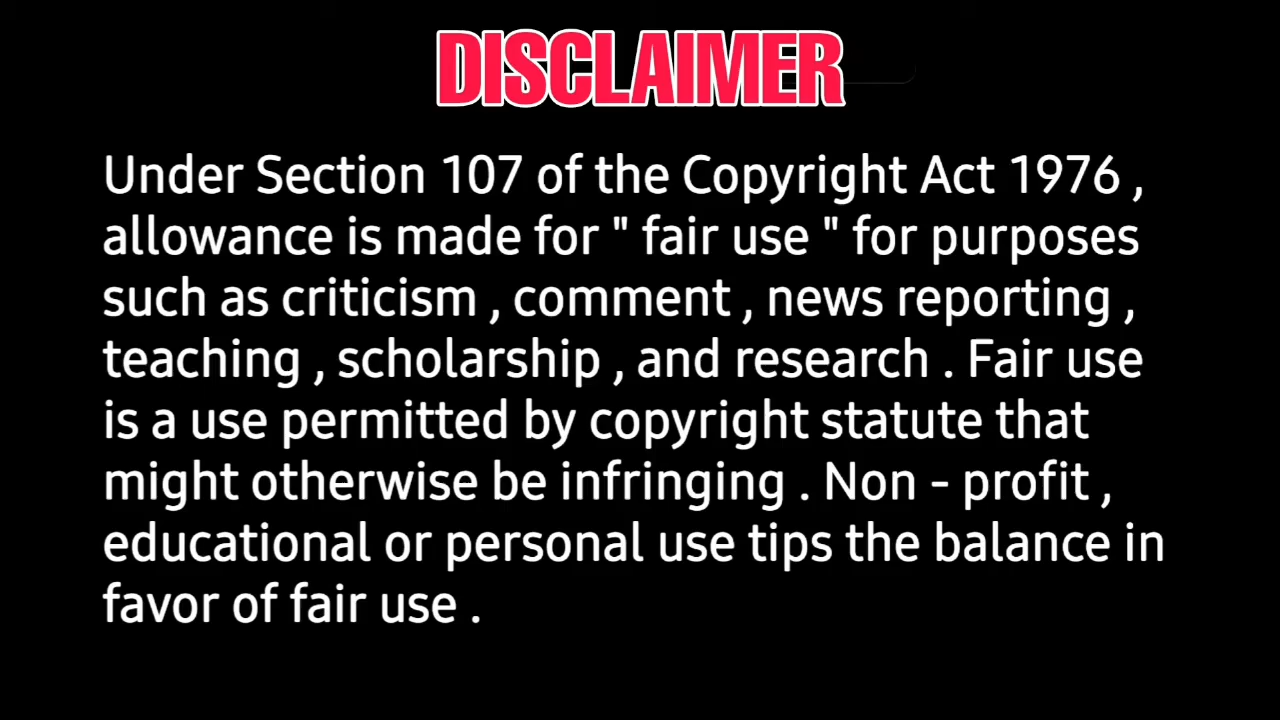 DISCLAIMER
Under Section 107 of the Copyright Act 1976 ,
allowance is made for " fair use " for purposes
such as criticism , comment , news reporting ,
teaching , scholarship , and research . Fair use
is a use permitted by copyright statute that
might otherwise be infringing . Non - profit ,
educational or personal use tips the balance in
favor of fair use .